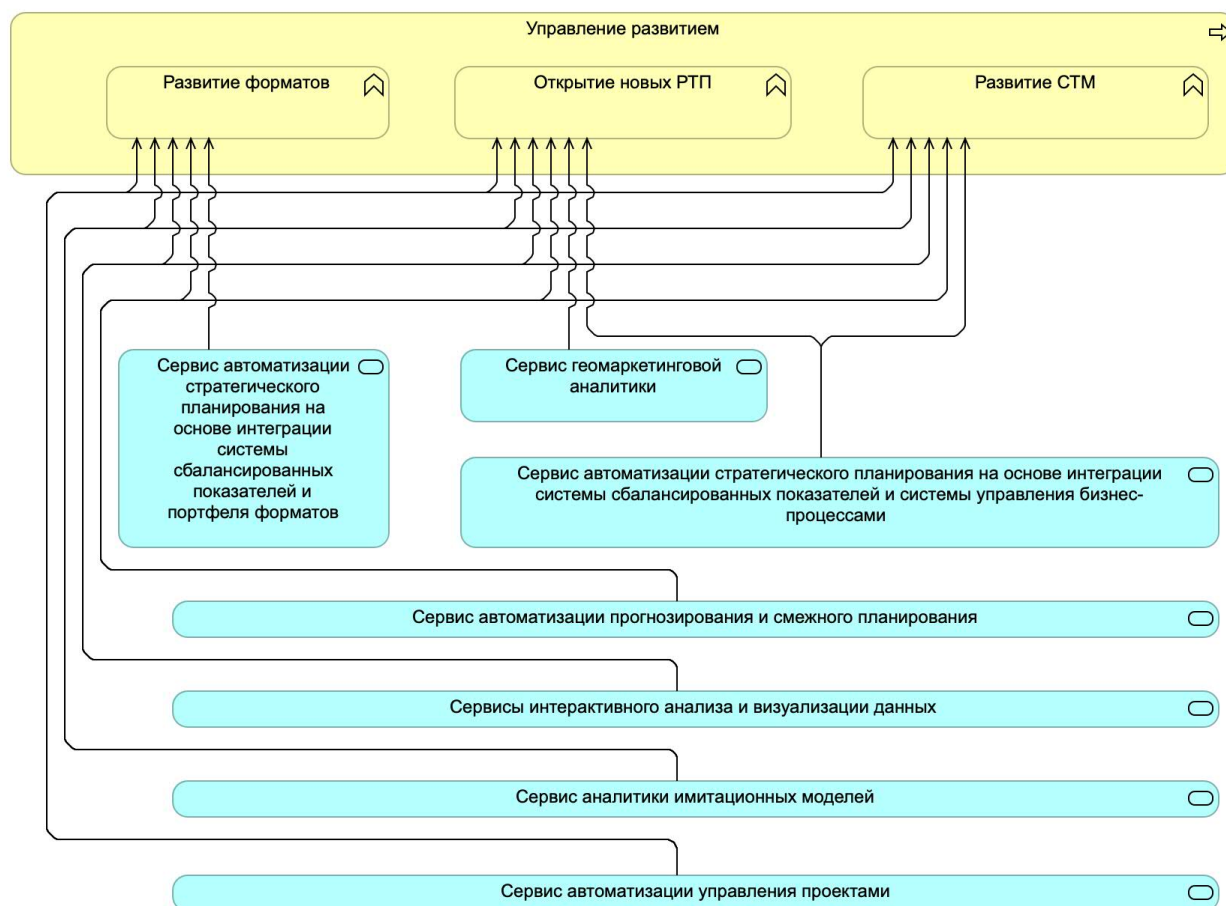 Управление развитием
Развитие форматов
Открытие новых РТП
Развитие СТМ
Сервис автоматизации
стратегического
планирования на
основе интеграции
системы
сбалансированных
показателей и
портфеля форматов
Сервис геомаркетинговой
аналитики
Сервис автоматизации стратегического планирования на основе интеграции
системы сбалансированных показателей и системы управления бизнес-
процессами
Сервис автоматизации прогнозирования и смежного планирования
Сервисы интерактивного анализа и визуализации данных
Сервис аналитики имитационных моделей
Сервис автоматизации управления проектами